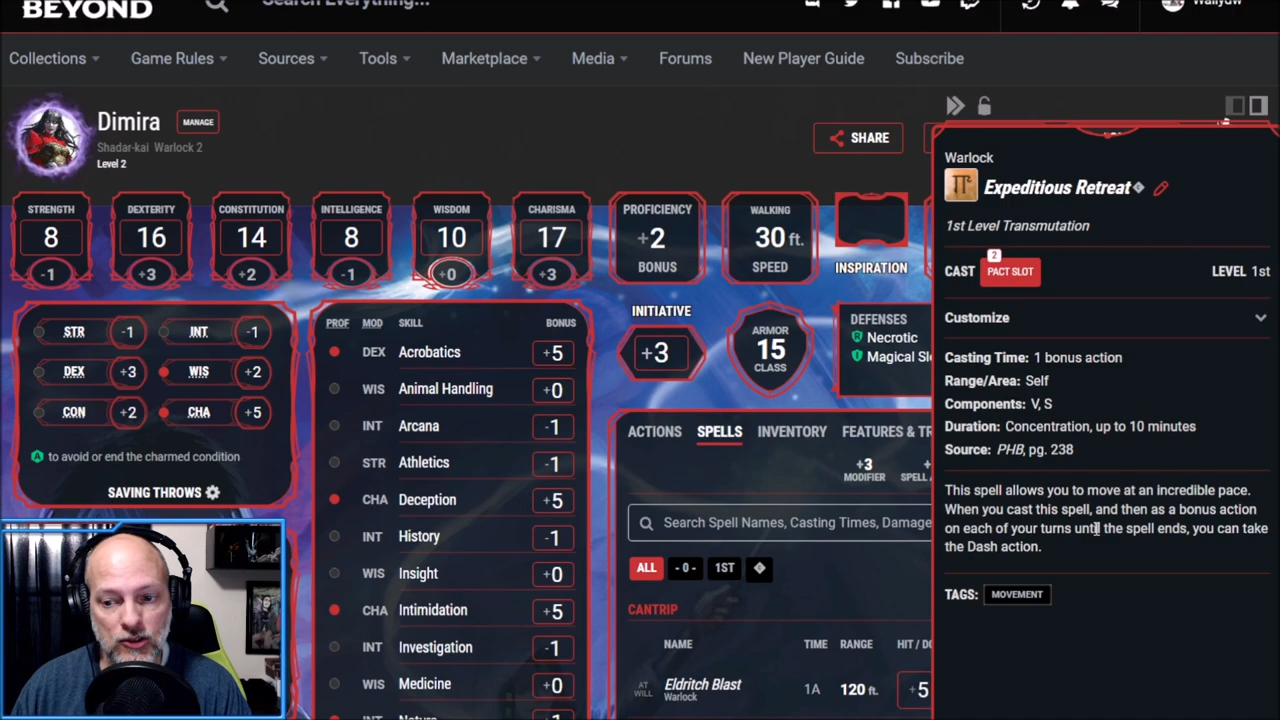 BEYOND
Search Everything...
Collections
Game Rules
Sources
Tools
Marketplace
Media
Forums
New Player Guide
Subscribe
Dimira
MANAGE
Shadar-kai Warlock 2
Level 2
SHARE
STRENGTH
8
-1
DEXTERITY
16
+3
CONSTITUTION
14
+2
INTELLIGENCE
8
-1
WISDOM
10
+0
CHARISMA
17
+3
PROFICIENCY
+2
BONUS
WALKING
30 ft.
SPEED
INSPIRATION
STR -1
INT -1
DEX +3
WIS +2
CON +2
CHA +5
A to avoid or end the charmed condition
SAVING THROWS
PROF MOD SKILL BONUS
DEX Acrobatics +5
WIS Animal Handling +0
INT Arcana -1
STR Athletics -1
CHA Deception +5
INT History -1
WIS Insight +0
CHA Intimidation +5
INT Investigation -1
WIS Medicine +0
INITIATIVE
+3
ARMOR
15
CLASS
DEFENSES
Necrotic
Magical
ACTIONS SPELLS INVENTORY FEATURES &
+3
MODIFIER
SPELL
Search Spell Names, Casting Times, Damage
ALL - 0 - 1ST
CANTRIP
NAME TIME RANGE HIT /
AT WILL
Eldritch Blast
Warlock
1A 120 ft. +5
Warlock
Expeditious Retreat
1st Level Transmutation
CAST 2 PACT SLOT LEVEL 1st
Customize
Casting Time: 1 bonus action
Range/Area: Self
Components: V, S
Duration: Concentration, up to 10 minutes
Source: PHB, pg. 238
This spell allows you to move at an incredible pace.
When you cast this spell, and then as a bonus action
on each of your turns until the spell ends, you can take
the Dash action.
TAGS: MOVEMENT